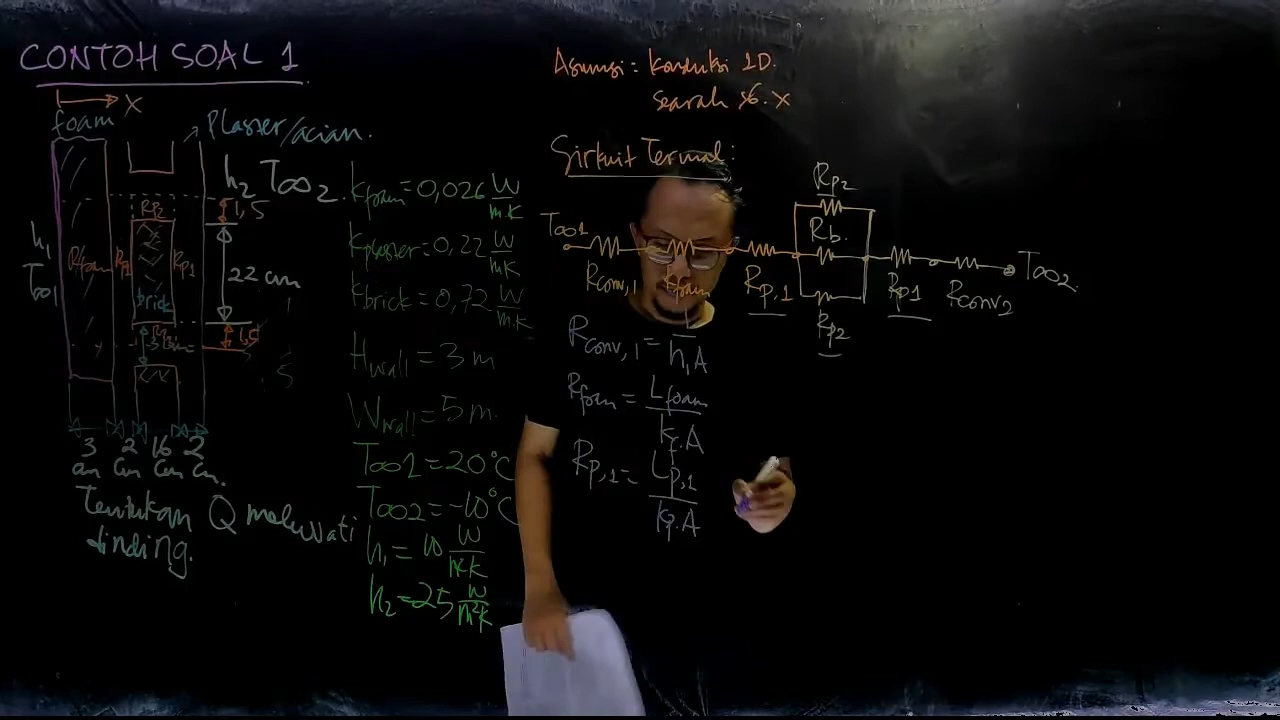 CONTOH SOAL 1
x
foam
Plaster/acian.
h2 T∞2.
1,5
Rp2
h1
T∞1
Rfoam
Rp1
Rp1
22 cm
brick
1,5
3 cm
2 cm
16 cm
2 cm.
Tentukan Q melewati
dinding.
kfoam = 0,026 W/m.K
kplaster = 0,22 W/mK
kbrick = 0,72 W/m.K
Hwall = 3 m
Wwall = 5 m.
T∞1 = 20°C
T∞2 = -10°C
h1 = 10 W/m²K
h2 = 25 W/m²K
Asumsi = Konduksi 1D.
Searah sb. x
Sirkuit Termal:
Rp2
T∞1
Rb.
T∞2.
Rconv,1
Rfoam
Rp,1
Rp1
Rconv2
Rp2
Rconv,1 = 1/h1A
Rfoam = Lfoam/kf.A
Rp,1 = Lp,1/kp.A